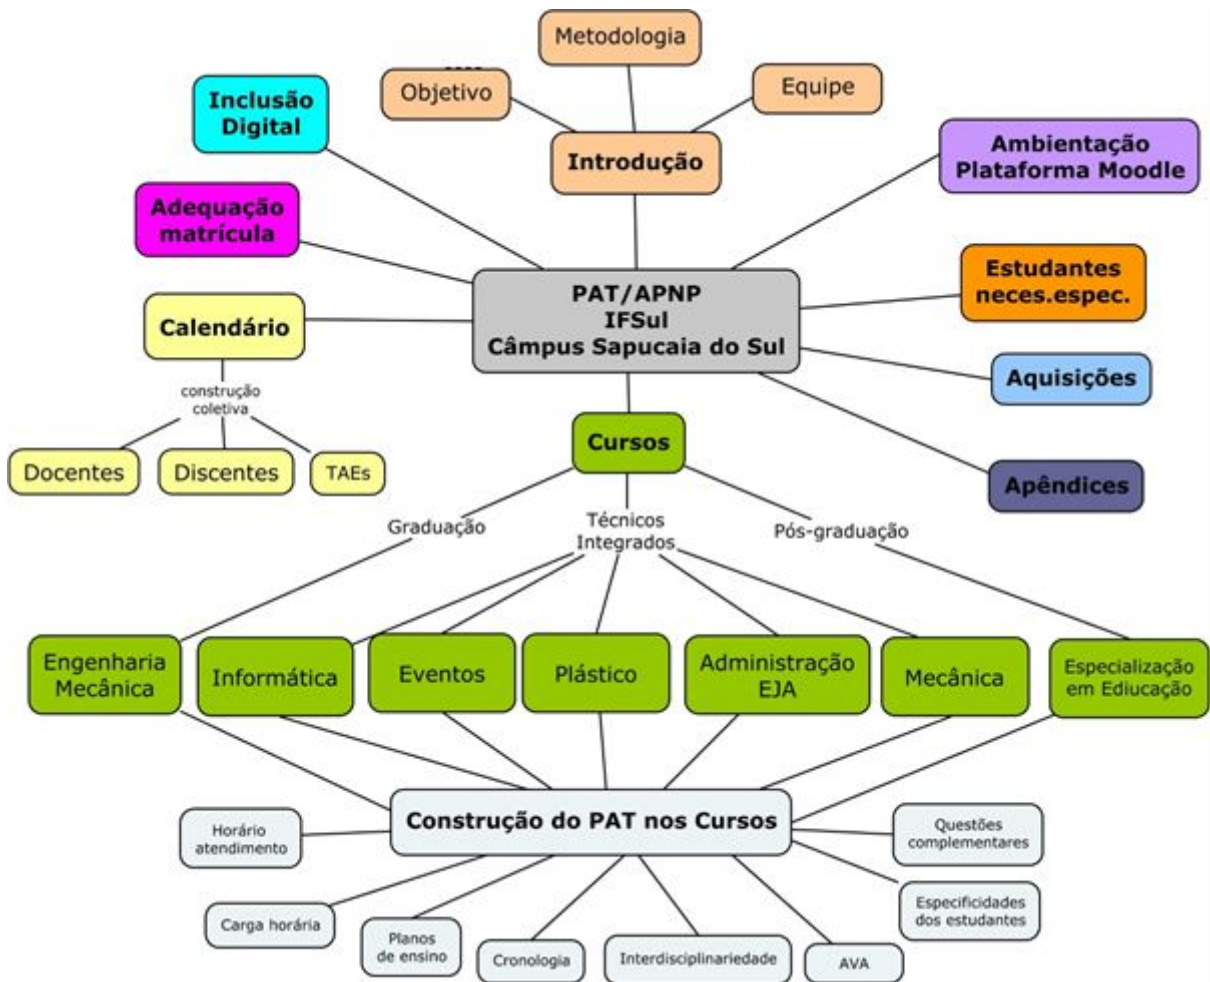 Metodologia
Objetivo
Equipe
Inclusão
Digital
Introdução
Ambientação
Plataforma Moodle
Adequação
matrícula
Estudantes
neces.espec.
PAT/APNP
IFSul
Câmpus Sapucaia do Sul
Calendário
Aquisições
construção
coletiva
Cursos
Docentes
Discentes
TAEs
Apêndices
Graduação
Técnicos
Integrados
Pós-graduação
Engenharia
Mecânica
Informática
Eventos
Plástico
Administração
EJA
Mecânica
Especialização
em Ediucação
Construção do PAT nos Cursos
Horário
atendimento
Questões
complementares
Carga horária
Planos
de ensino
Cronologia
Interdisciplinariedade
AVA
Especificidades
dos estudantes